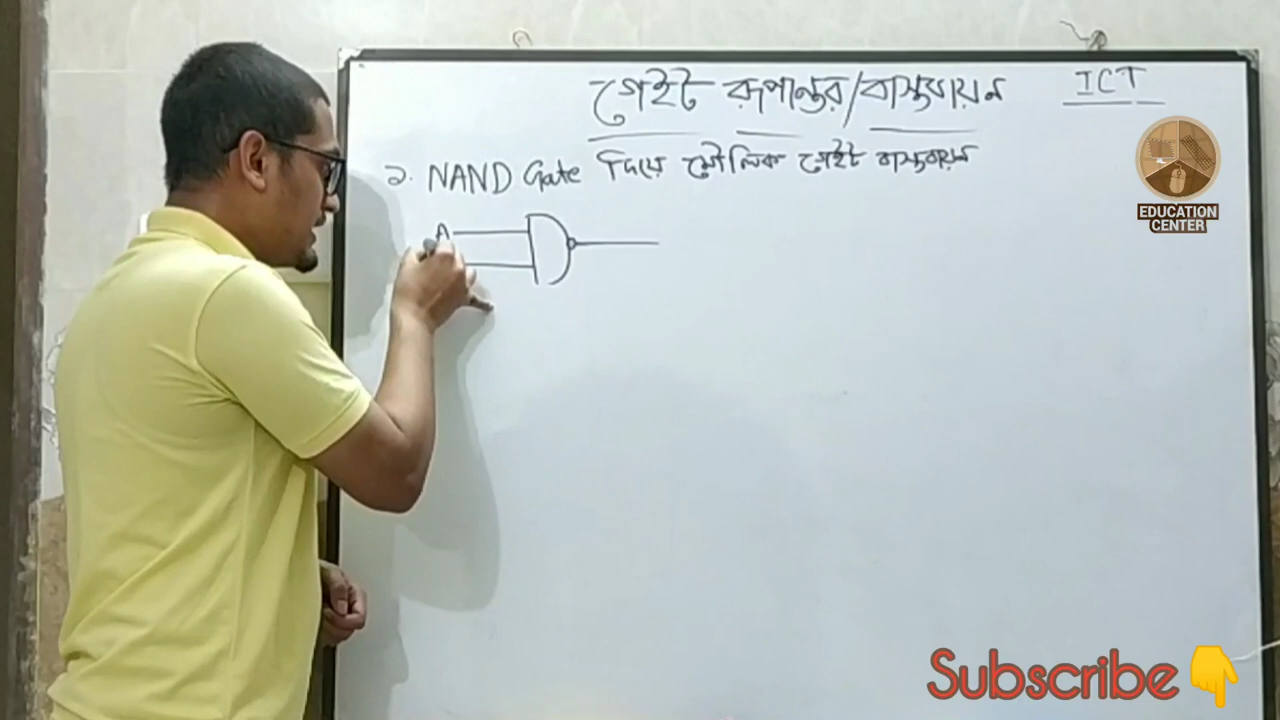 গেইট রূপান্তর/বাস্তবায়ন
ICT
১. NAND Gate দিয়ে মৌলিক গেইট বাস্তবায়ন
A
EDUCATION
CENTER
Subscribe